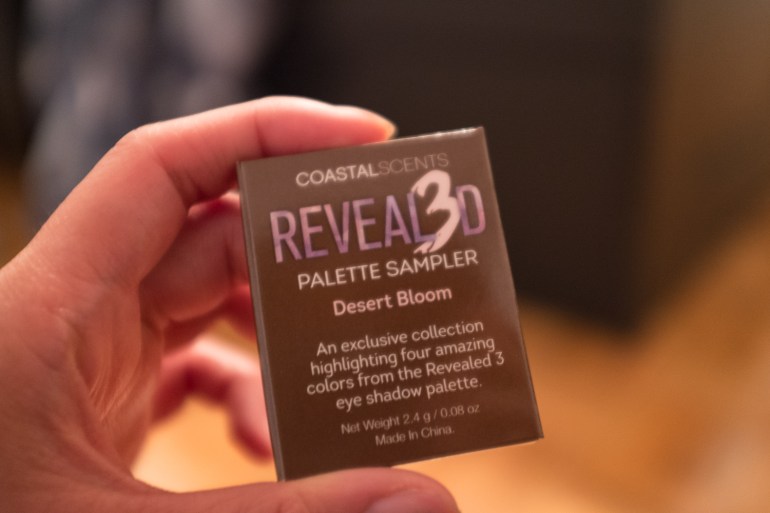 COASTALSCENTS
REVEAL3D
PALETTE SAMPLER
Desert Bloom
An exclusive collection
highlighting four amazing
colors from the Revealed 3
eye shadow palette.
Net Weight 2.4 g / 0.08 oz
Made In China.